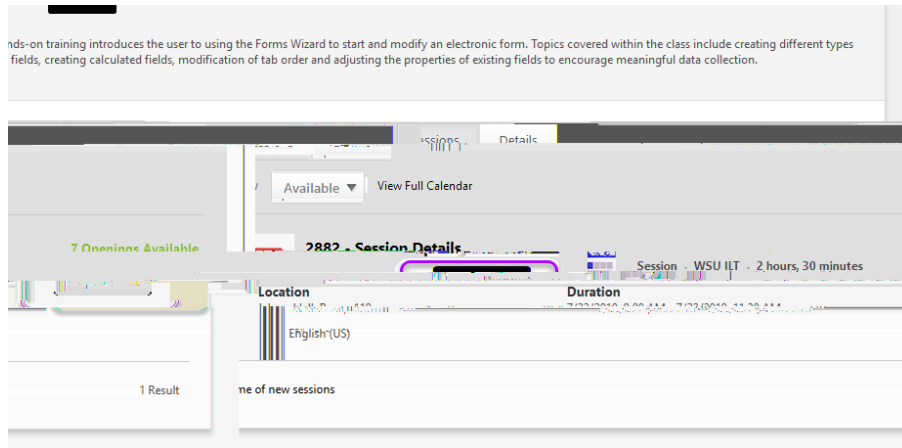 nds-on training introduces the user to using the Forms Wizard to start and modify an electronic form. Topics covered within the class include creating different types
fields, creating calculated fields, modification of tab order and adjusting the properties of existing fields to encourage meaningful data collection.
essions Details
Available ▼ View Full Calendar
7 Openings Available 2882 - Session Details
Session - WSU ILT - 2 hours, 30 minutes
Location Duration
English (US)
1 Result me of new sessions